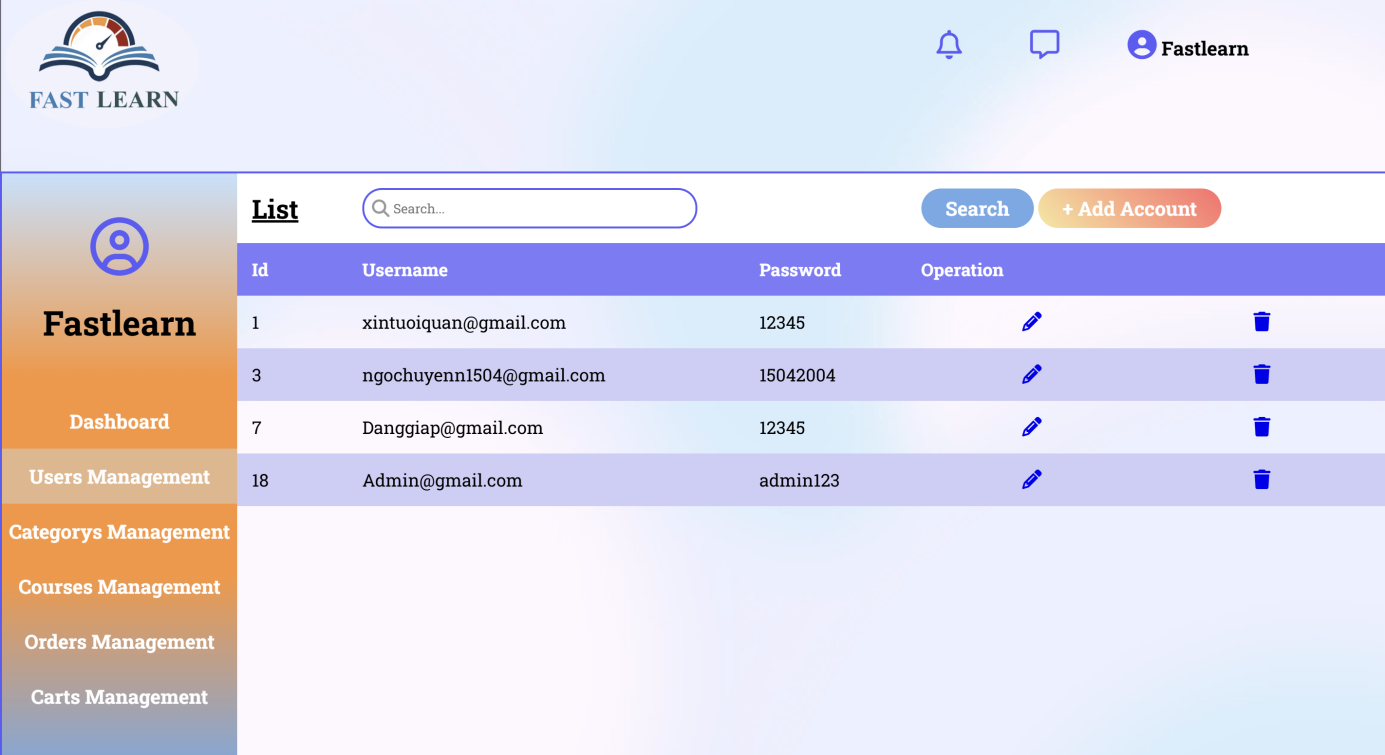 FAST LEARN
Fastlearn
List
Search...
Search
+ Add Account
Fastlearn
Dashboard
Users Management
Categorys Management
Courses Management
Orders Management
Carts Management
Id Username Password Operation
1 xintuoiquan@gmail.com 12345
3 ngochuyenn1504@gmail.com 15042004
7 Danggiap@gmail.com 12345
18 Admin@gmail.com admin123